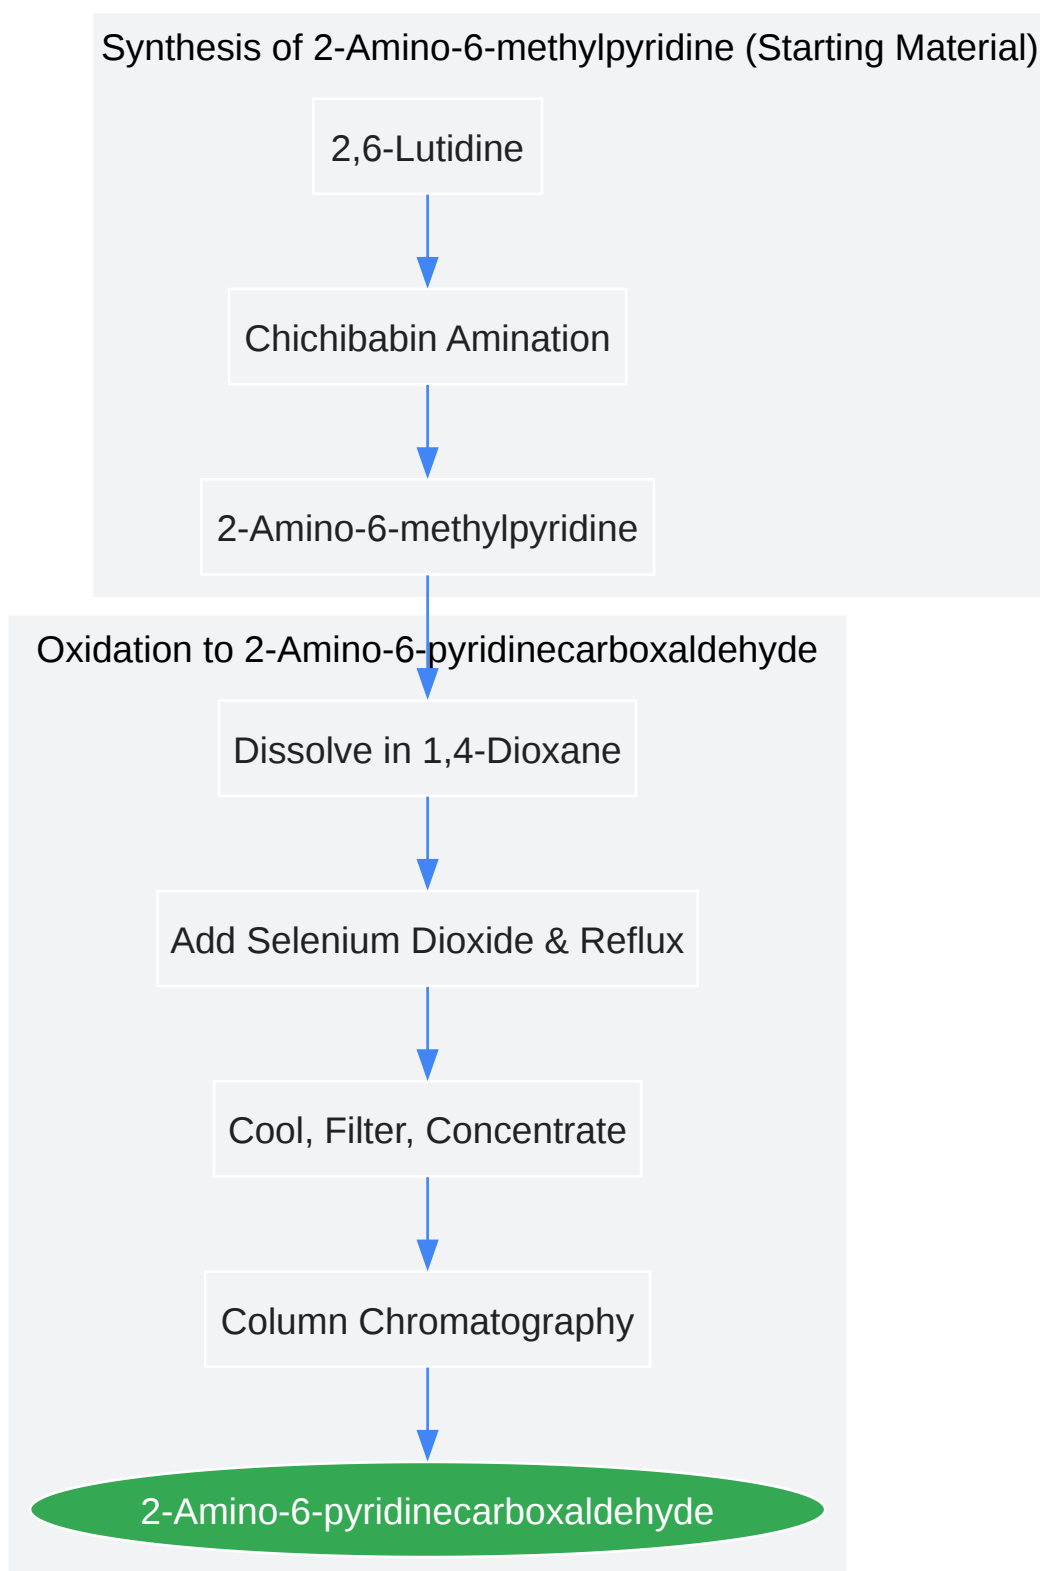 Synthesis of 2-Amino-6-methylpyridine (Starting Material)
2,6-Lutidine
Chichibabin Amination
2-Amino-6-methylpyridine
Oxidation to 2-Amino-6-pyridinecarboxaldehyde
Dissolve in 1,4-Dioxane
Add Selenium Dioxide & Reflux
Cool, Filter, Concentrate
Column Chromatography
2-Amino-6-pyridinecarboxaldehyde